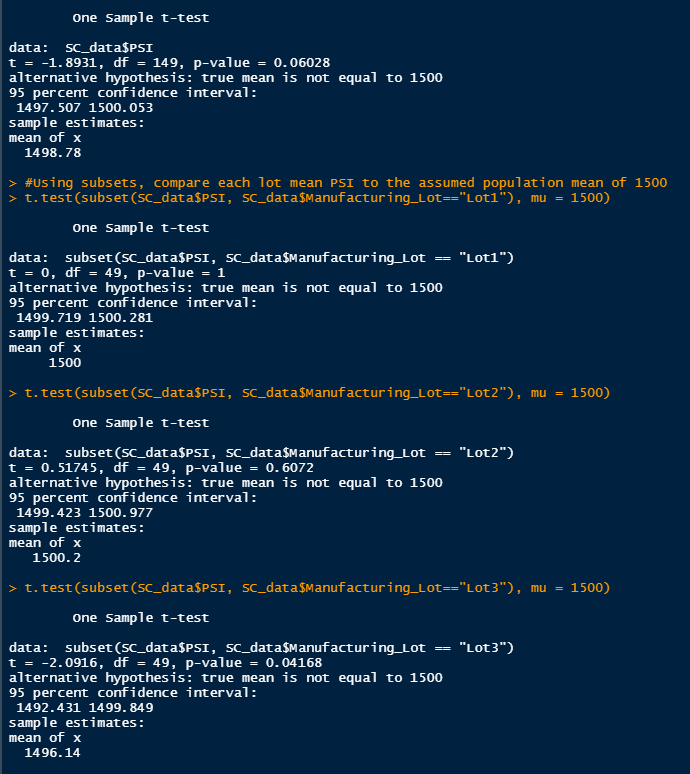 One Sample t-test
data:  SC_data$PSI
t = -1.8931, df = 149, p-value = 0.06028
alternative hypothesis: true mean is not equal to 1500
95 percent confidence interval:
1497.507 1500.053
sample estimates:
mean of x
1498.78
> #Using subsets, compare each lot mean PSI to the assumed population mean of 1500
> t.test(subset(SC_data$PSI, SC_data$Manufacturing_Lot=="Lot1"), mu = 1500)
One Sample t-test
data:  subset(SC_data$PSI, SC_data$Manufacturing_Lot == "Lot1")
t = 0, df = 49, p-value = 1
alternative hypothesis: true mean is not equal to 1500
95 percent confidence interval:
1499.719 1500.281
sample estimates:
mean of x
1500
> t.test(subset(SC_data$PSI, SC_data$Manufacturing_Lot=="Lot2"), mu = 1500)
One Sample t-test
data:  subset(SC_data$PSI, SC_data$Manufacturing_Lot == "Lot2")
t = 0.51745, df = 49, p-value = 0.6072
alternative hypothesis: true mean is not equal to 1500
95 percent confidence interval:
1499.423 1500.977
sample estimates:
mean of x
1500.2
> t.test(subset(SC_data$PSI, SC_data$Manufacturing_Lot=="Lot3"), mu = 1500)
One Sample t-test
data:  subset(SC_data$PSI, SC_data$Manufacturing_Lot == "Lot3")
t = -2.0916, df = 49, p-value = 0.04168
alternative hypothesis: true mean is not equal to 1500
95 percent confidence interval:
1492.431 1499.849
sample estimates:
mean of x
1496.14